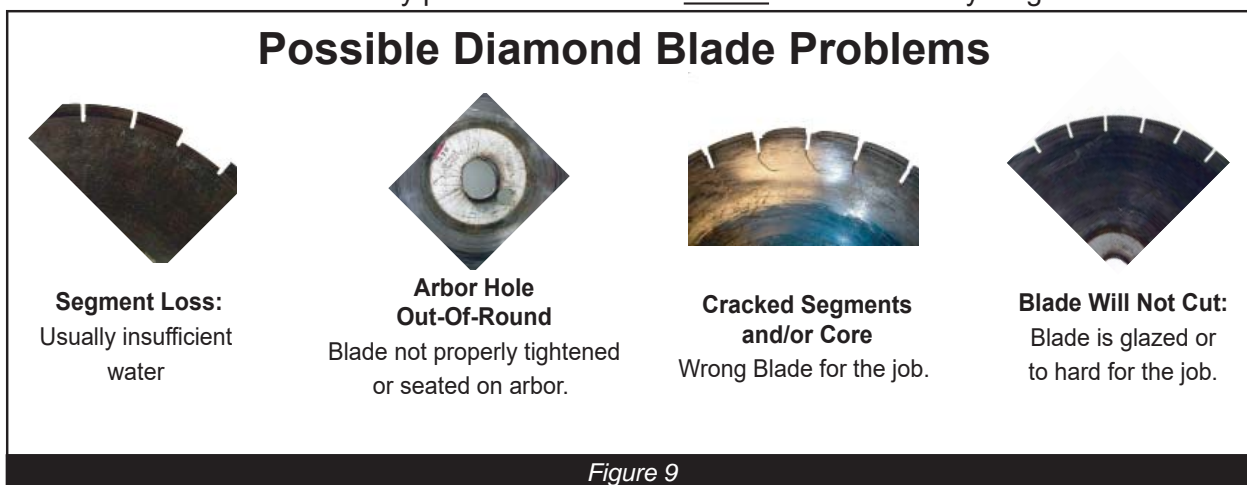 Possible Diamond Blade Problems
Segment Loss:
Usually insufficient
water
Arbor Hole
Out-Of-Round
Blade not properly tightened
or seated on arbor.
Cracked Segments
and/or Core
Wrong Blade for the job.
Blade Will Not Cut:
Blade is glazed or
to hard for the job.
Figure 9